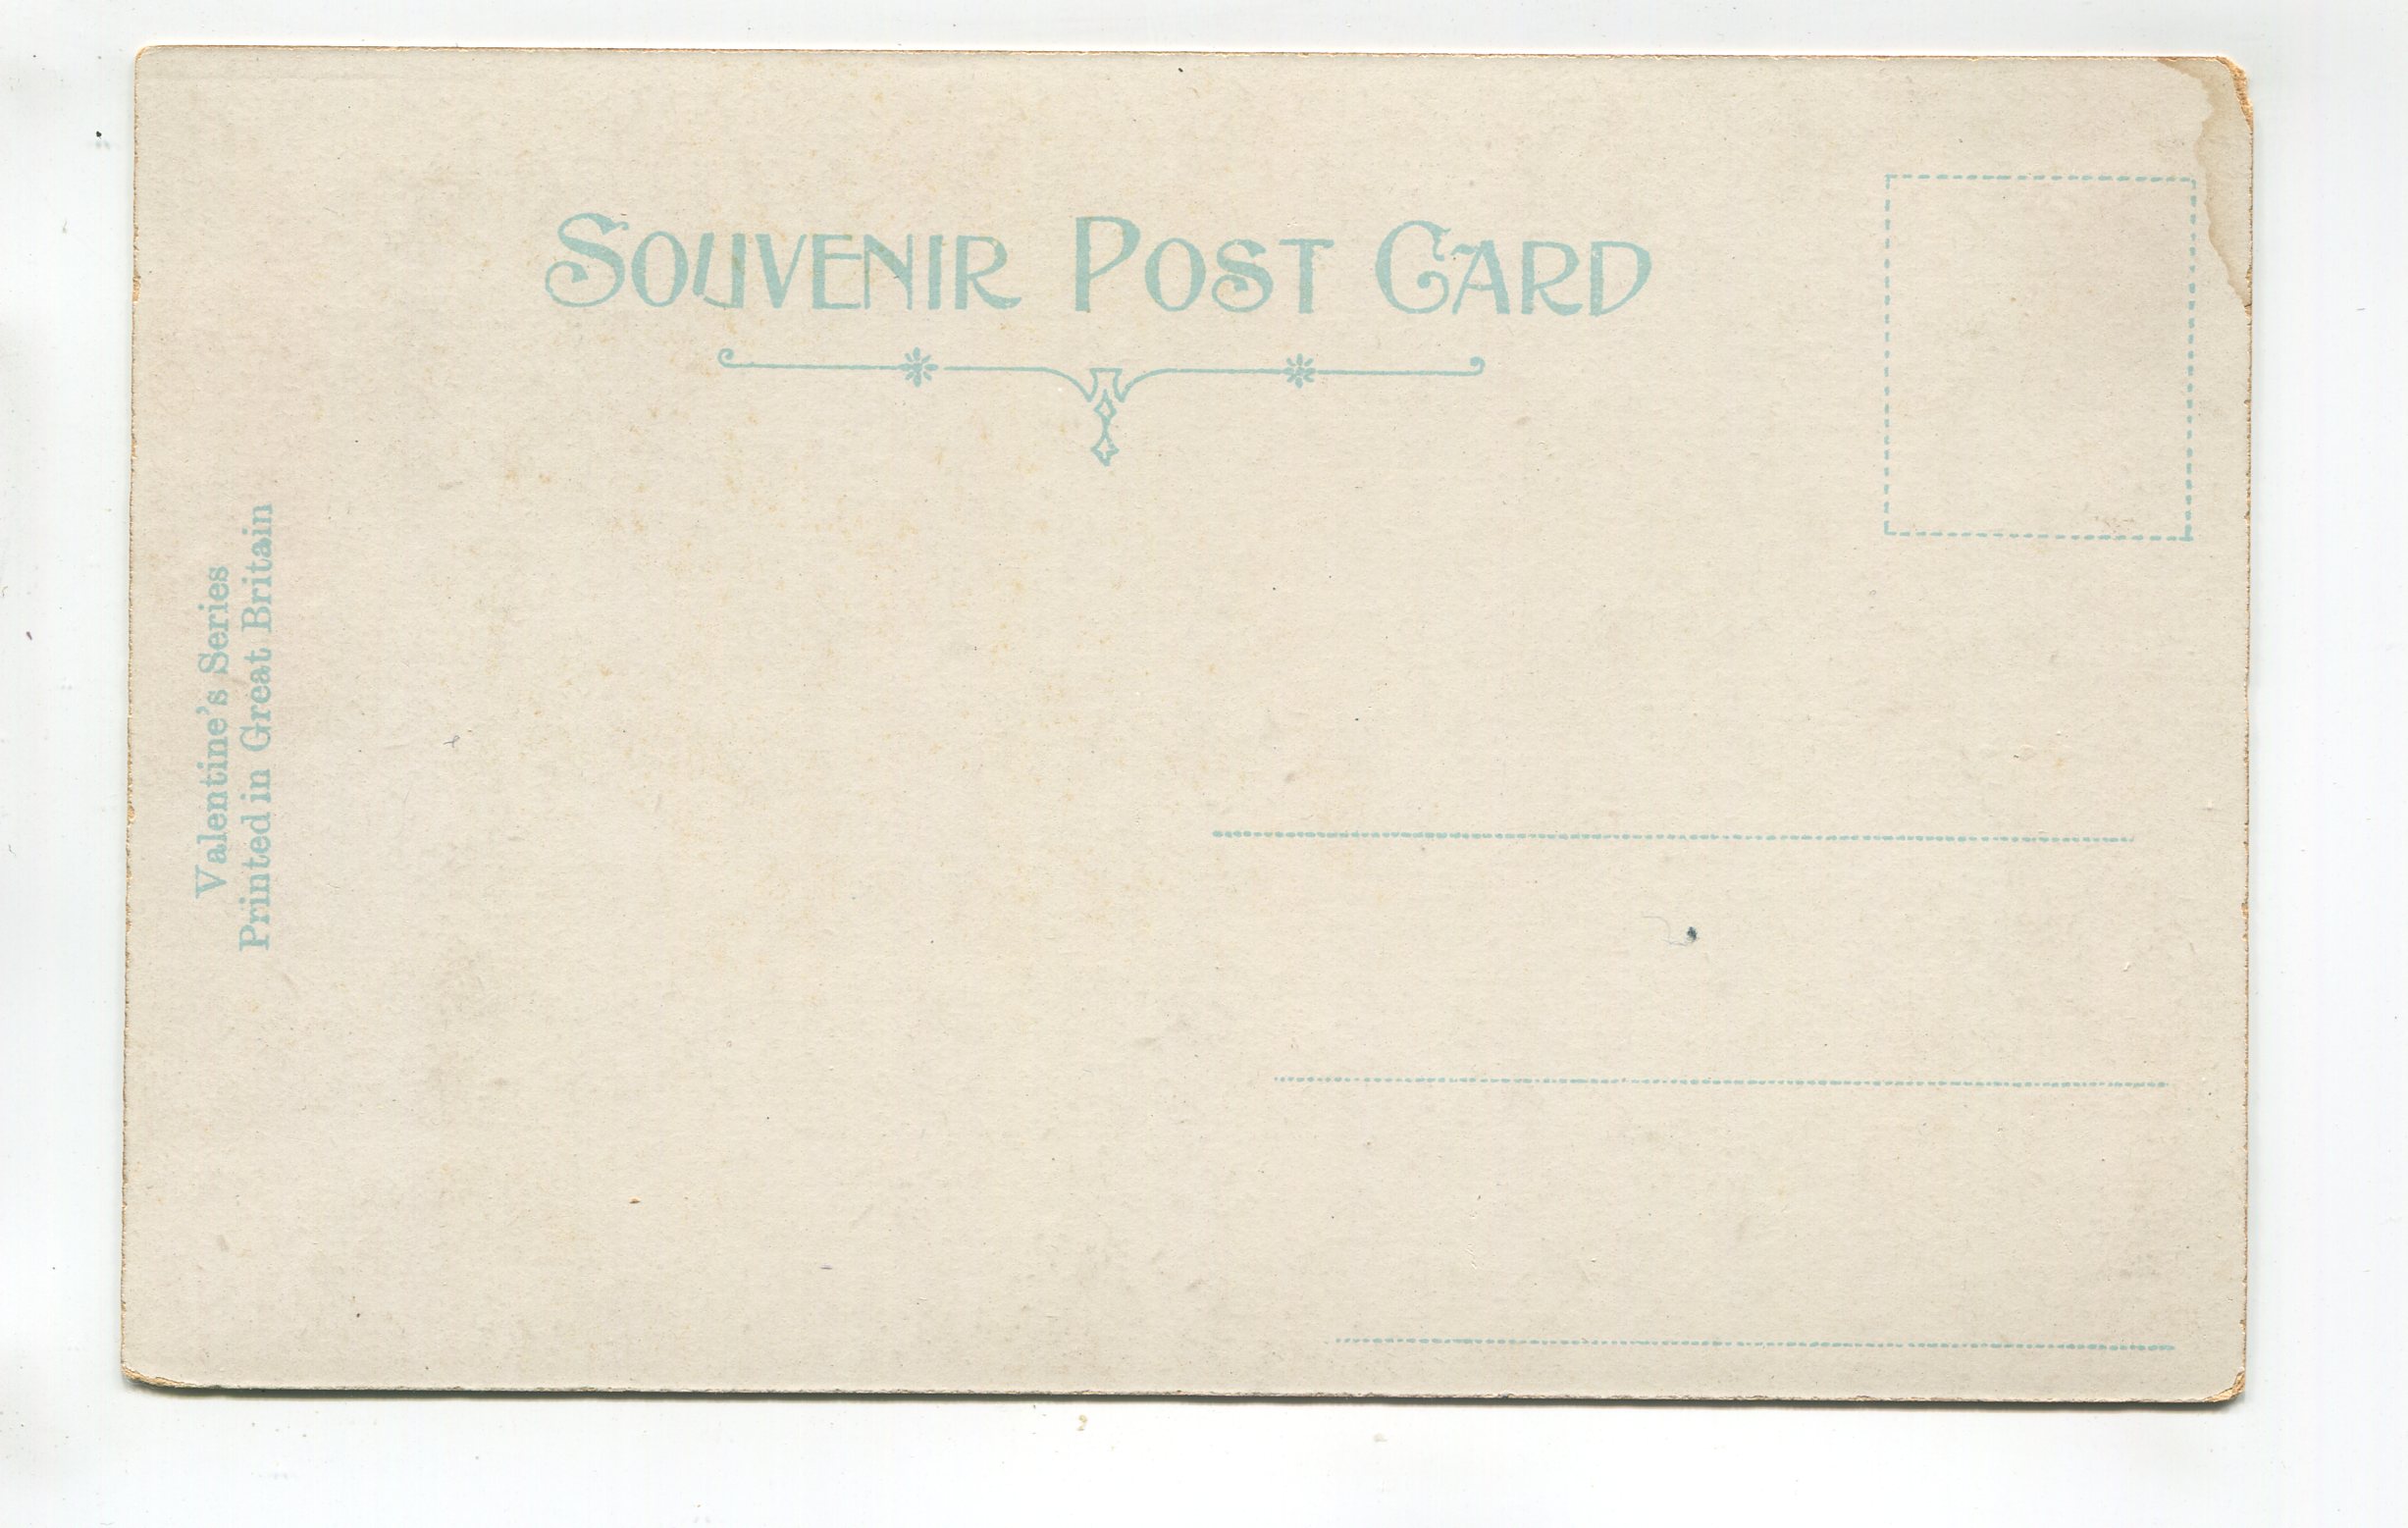 SOUVENIR POST CARD
Valentine's Series
Printed in Great Britain